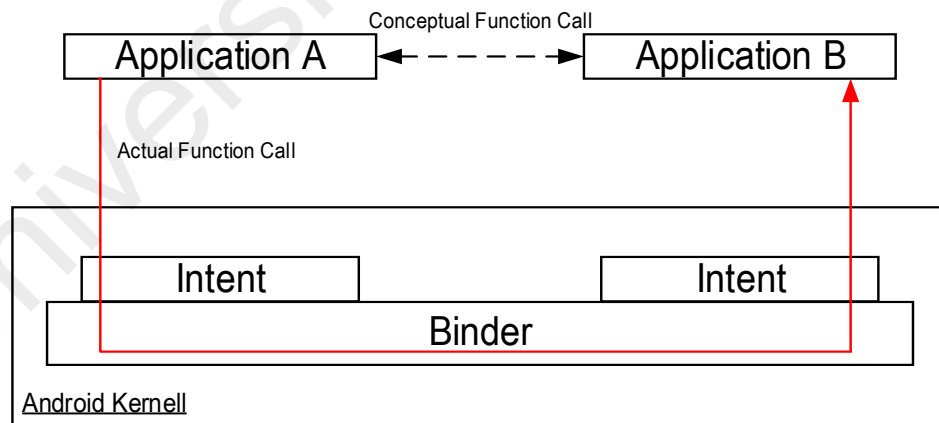 Conceptual Function Call
Application A
Application B
Actual Function Call
Intent
Intent
Binder
Android Kernell